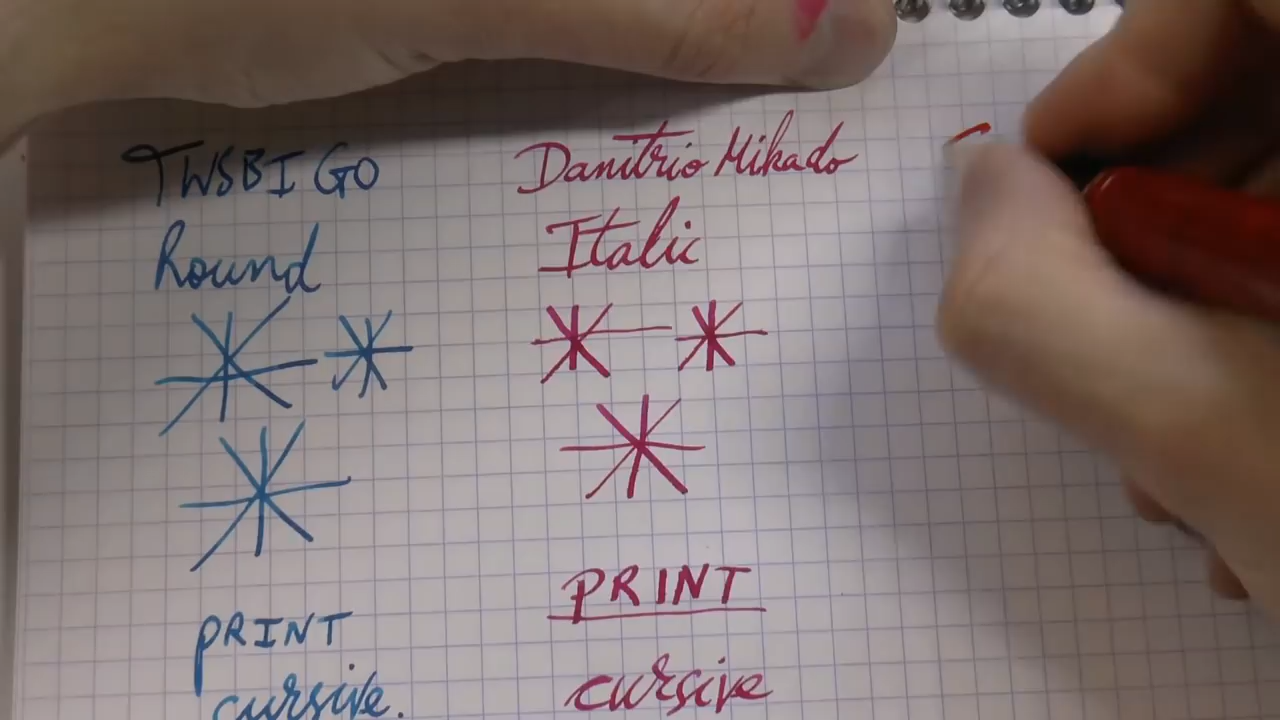 TWSBI GO
Round
PRINT
cursive.
Danitrio Mikado
Italic
PRINT
cursive